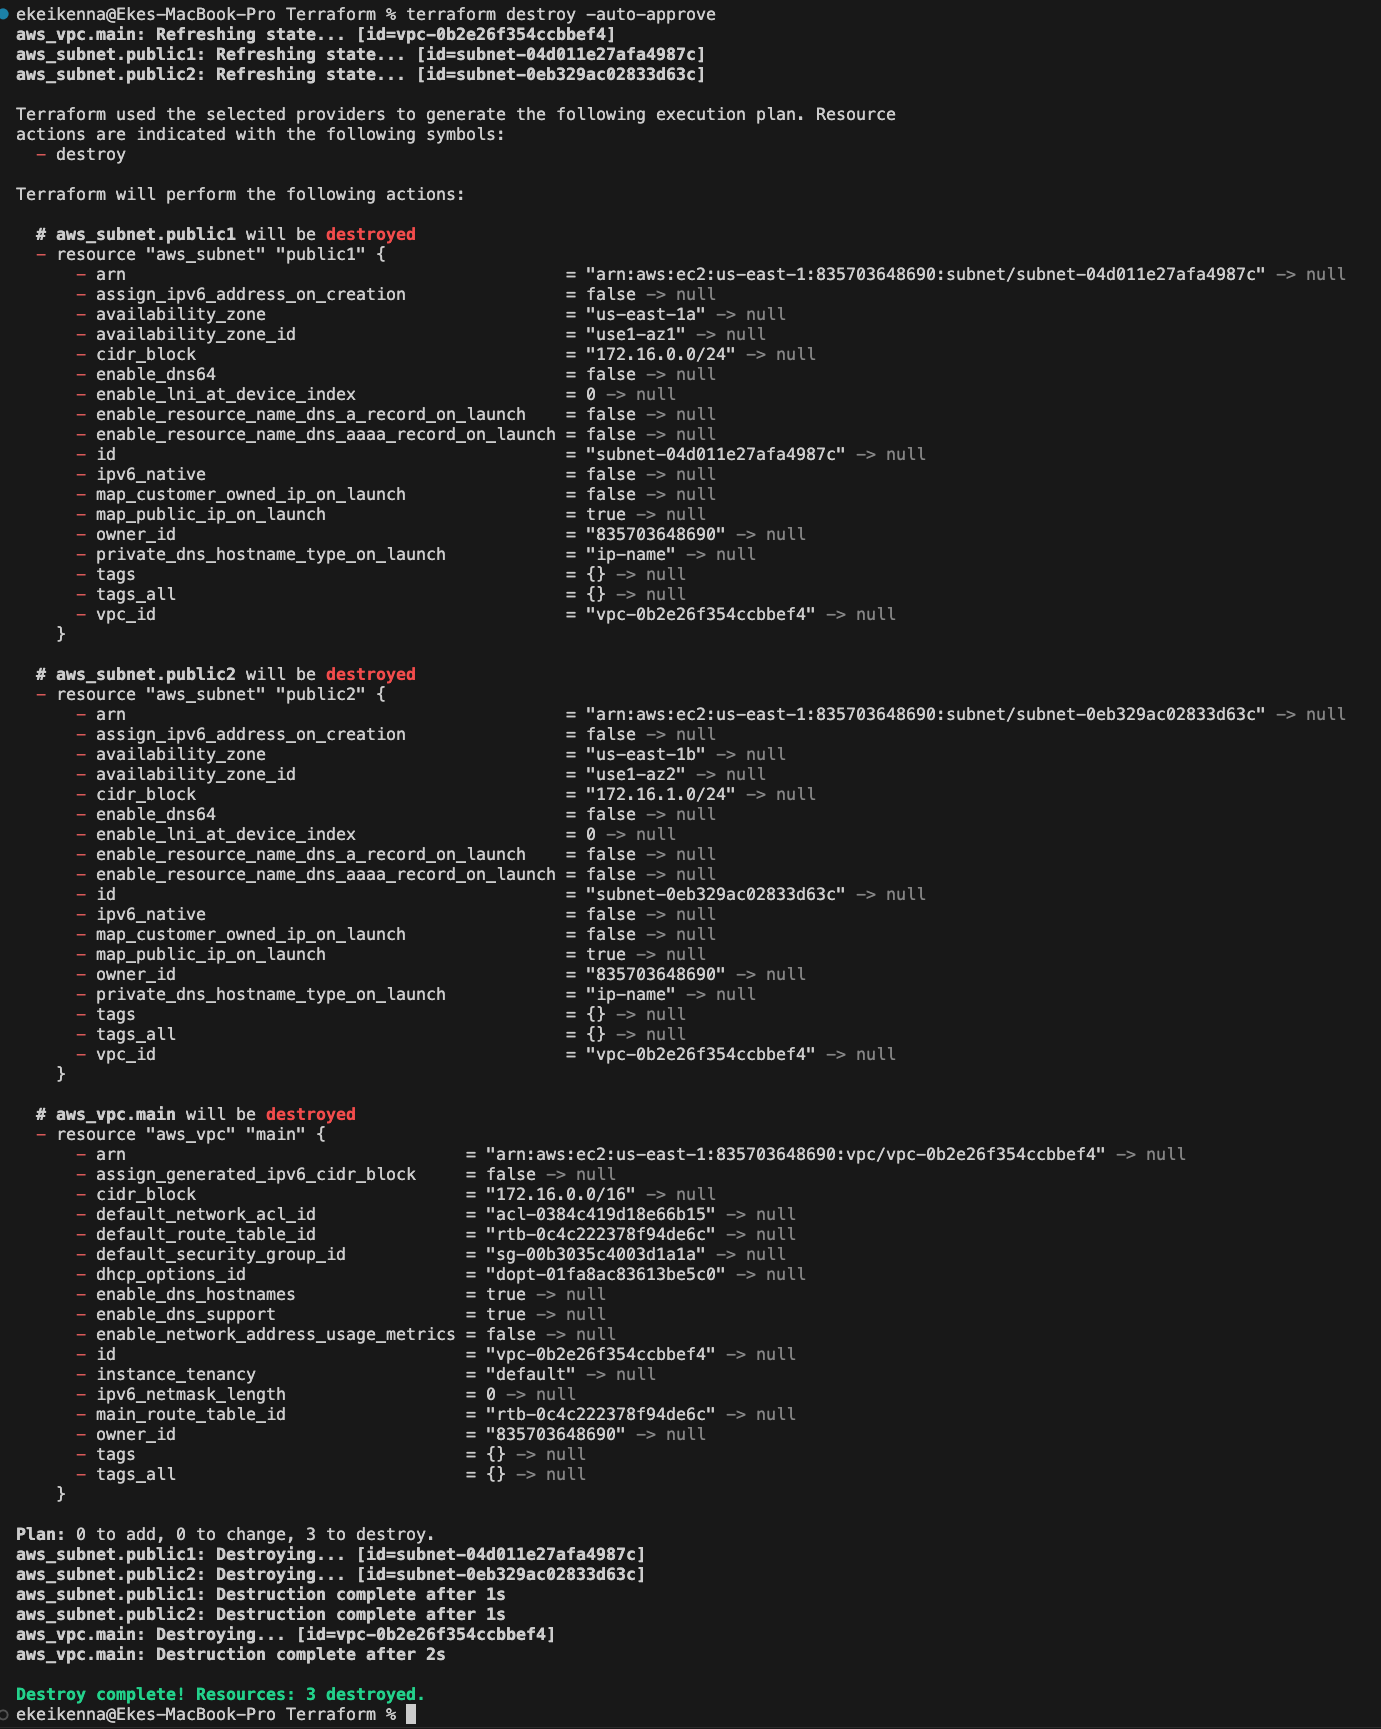 ekeikenna@Ekes-MacBook-Pro Terraform % terraform destroy -auto-approve
aws_vpc.main: Refreshing state... [id=vpc-0b2e26f354ccbbef4]
aws_subnet.public1: Refreshing state... [id=subnet-04d011e27afa4987c]
aws_subnet.public2: Refreshing state... [id=subnet-0eb329ac02833d63c]

Terraform used the selected providers to generate the following execution plan. Resource
actions are indicated with the following symbols:
  - destroy

Terraform will perform the following actions:

  # aws_subnet.public1 will be destroyed
  - resource "aws_subnet" "public1" {
      - arn                                            = "arn:aws:ec2:us-east-1:835703648690:subnet/subnet-04d011e27afa4987c" -> null
      - assign_ipv6_address_on_creation                = false -> null
      - availability_zone                              = "us-east-1a" -> null
      - availability_zone_id                           = "use1-az1" -> null
      - cidr_block                                     = "172.16.0.0/24" -> null
      - enable_dns64                                   = false -> null
      - enable_lni_at_device_index                     = 0 -> null
      - enable_resource_name_dns_a_record_on_launch    = false -> null
      - enable_resource_name_dns_aaaa_record_on_launch = false -> null
      - id                                             = "subnet-04d011e27afa4987c" -> null
      - ipv6_native                                    = false -> null
      - map_customer_owned_ip_on_launch                = false -> null
      - map_public_ip_on_launch                        = true -> null
      - owner_id                                       = "835703648690" -> null
      - private_dns_hostname_type_on_launch            = "ip-name" -> null
      - tags                                           = {} -> null
      - tags_all                                       = {} -> null
      - vpc_id                                         = "vpc-0b2e26f354ccbbef4" -> null
    }

  # aws_subnet.public2 will be destroyed
  - resource "aws_subnet" "public2" {
      - arn                                            = "arn:aws:ec2:us-east-1:835703648690:subnet/subnet-0eb329ac02833d63c" -> null
      - assign_ipv6_address_on_creation                = false -> null
      - availability_zone                              = "us-east-1b" -> null
      - availability_zone_id                           = "use1-az2" -> null
      - cidr_block                                     = "172.16.1.0/24" -> null
      - enable_dns64                                   = false -> null
      - enable_lni_at_device_index                     = 0 -> null
      - enable_resource_name_dns_a_record_on_launch    = false -> null
      - enable_resource_name_dns_aaaa_record_on_launch = false -> null
      - id                                             = "subnet-0eb329ac02833d63c" -> null
      - ipv6_native                                    = false -> null
      - map_customer_owned_ip_on_launch                = false -> null
      - map_public_ip_on_launch                        = true -> null
      - owner_id                                       = "835703648690" -> null
      - private_dns_hostname_type_on_launch            = "ip-name" -> null
      - tags                                           = {} -> null
      - tags_all                                       = {} -> null
      - vpc_id                                         = "vpc-0b2e26f354ccbbef4" -> null
    }

  # aws_vpc.main will be destroyed
  - resource "aws_vpc" "main" {
      - arn                                  = "arn:aws:ec2:us-east-1:835703648690:vpc/vpc-0b2e26f354ccbbef4" -> null
      - assign_generated_ipv6_cidr_block     = false -> null
      - cidr_block                           = "172.16.0.0/16" -> null
      - default_network_acl_id               = "acl-0384c419d18e66b15" -> null
      - default_route_table_id               = "rtb-0c4c222378f94de6c" -> null
      - default_security_group_id            = "sg-00b3035c4003d1a1a" -> null
      - dhcp_options_id                      = "dopt-01fa8ac83613be5c0" -> null
      - enable_dns_hostnames                 = true -> null
      - enable_dns_support                   = true -> null
      - enable_network_address_usage_metrics = false -> null
      - id                                   = "vpc-0b2e26f354ccbbef4" -> null
      - instance_tenancy                     = "default" -> null
      - ipv6_netmask_length                  = 0 -> null
      - main_route_table_id                  = "rtb-0c4c222378f94de6c" -> null
      - owner_id                             = "835703648690" -> null
      - tags                                 = {} -> null
      - tags_all                             = {} -> null
    }

Plan: 0 to add, 0 to change, 3 to destroy.
aws_subnet.public1: Destroying... [id=subnet-04d011e27afa4987c]
aws_subnet.public2: Destroying... [id=subnet-0eb329ac02833d63c]
aws_subnet.public1: Destruction complete after 1s
aws_subnet.public2: Destruction complete after 1s
aws_vpc.main: Destroying... [id=vpc-0b2e26f354ccbbef4]
aws_vpc.main: Destruction complete after 2s

Destroy complete! Resources: 3 destroyed.
ekeikenna@Ekes-MacBook-Pro Terraform %